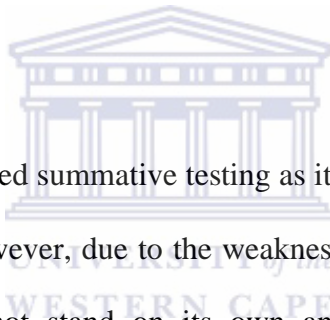 ed summative testing as it
vever, due to the weaknes
UNIVERSITY of the
WESTERN CAPE
not stand on its own an